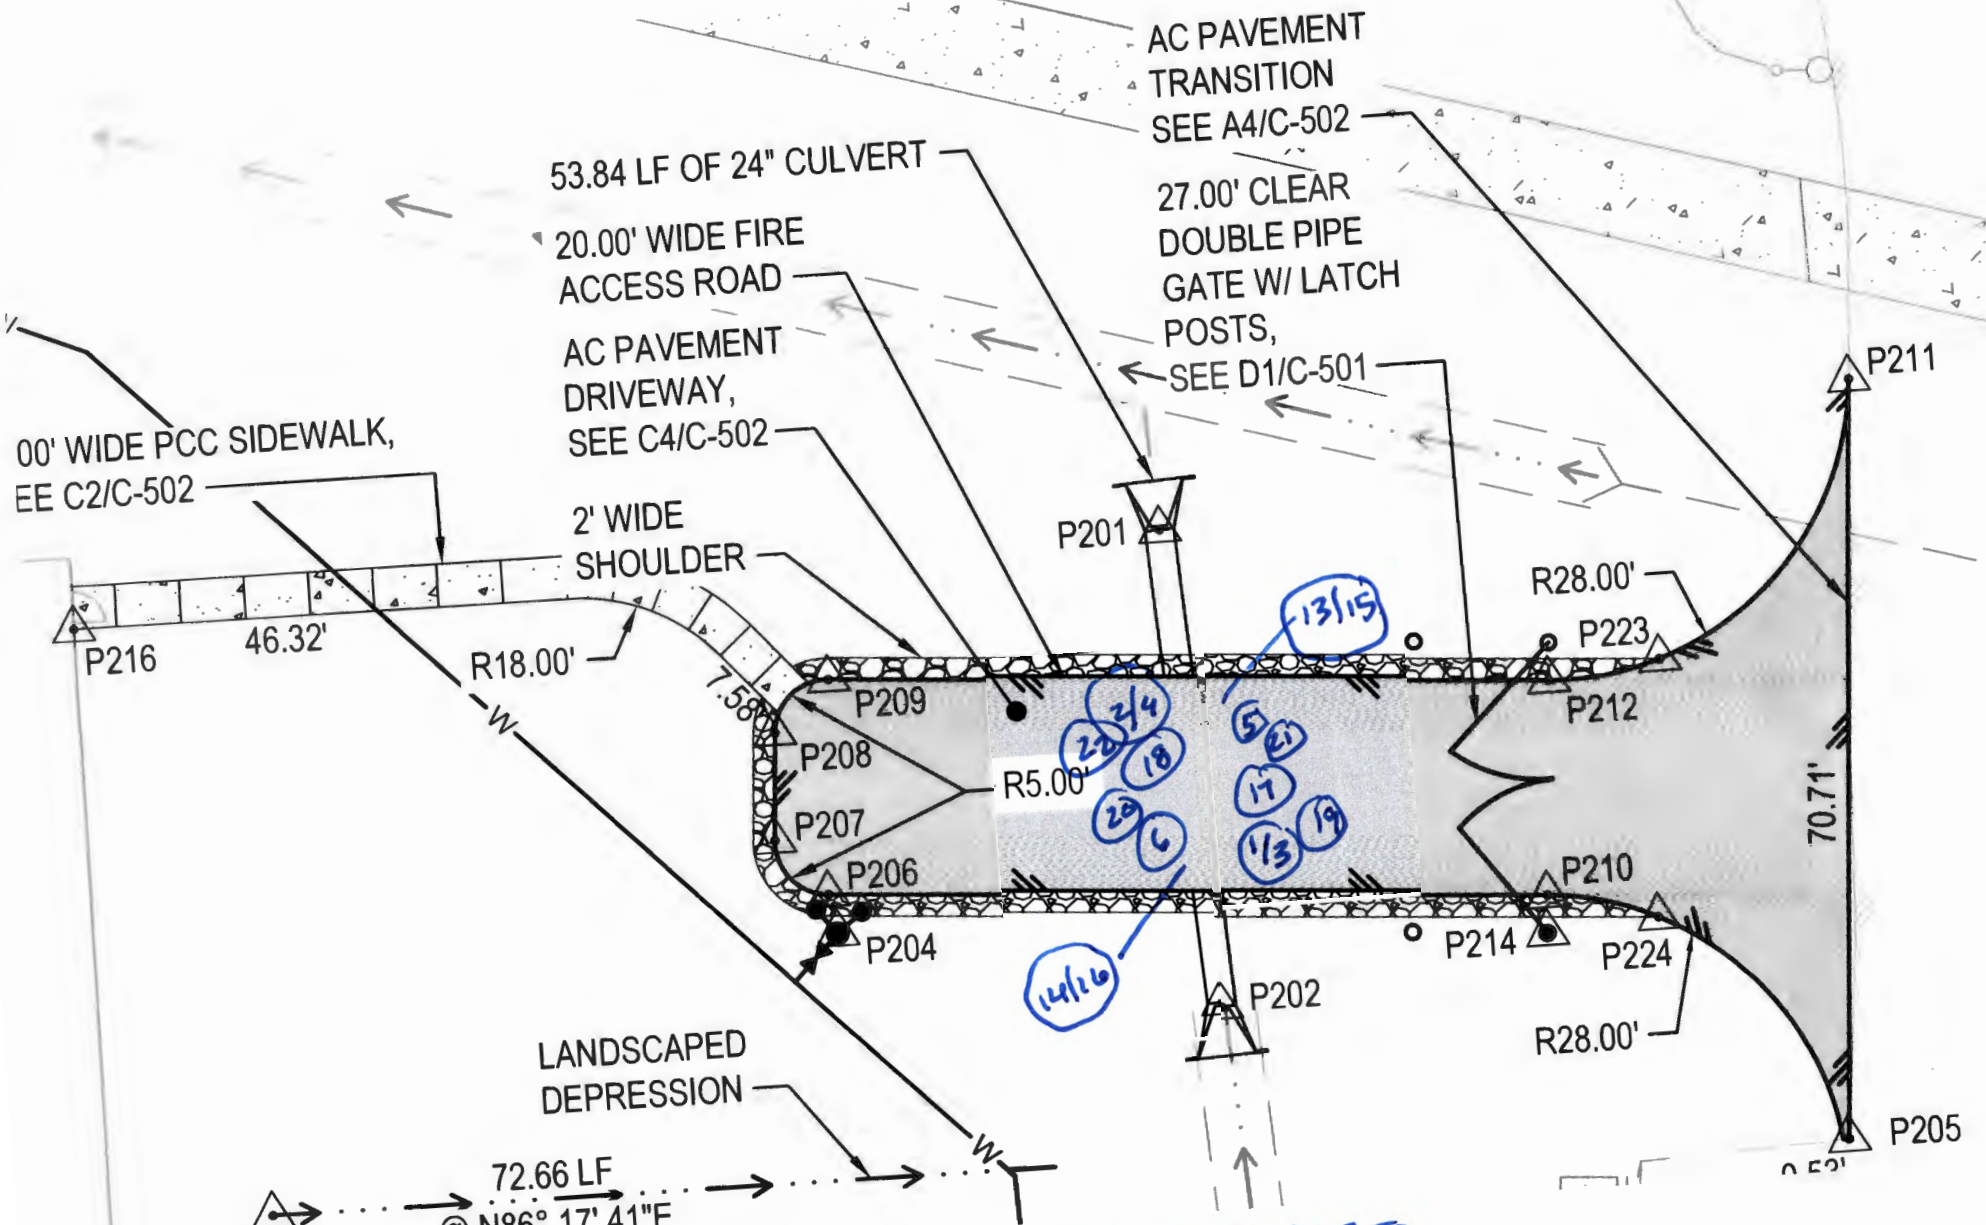 AC PAVEMENT
TRANSITION
SEE A4/C-502
53.84 LF OF 24" CULVERT
27.00' CLEAR
DOUBLE PIPE
GATE W/ LATCH
POSTS,
SEE D1/C-501
20.00' WIDE FIRE
ACCESS ROAD
AC PAVEMENT
DRIVEWAY,
SEE C4/C-502
P211
00' WIDE PCC SIDEWALK,
EE C2/C-502
2' WIDE
SHOULDER
P201
R28.00'
13/15
P223
P216
46.32'
R18.00'
7.58'
P209
P212
2/4
5
22
21
18
P208
R5.00'
17
70.71'
20
19
P207
6
1/3
P206
P210
W
P204
P214
P224
14/16
P202
R28.00'
LANDSCAPED
DEPRESSION
W
P205
72.66 LF
N86° 17' 41"E